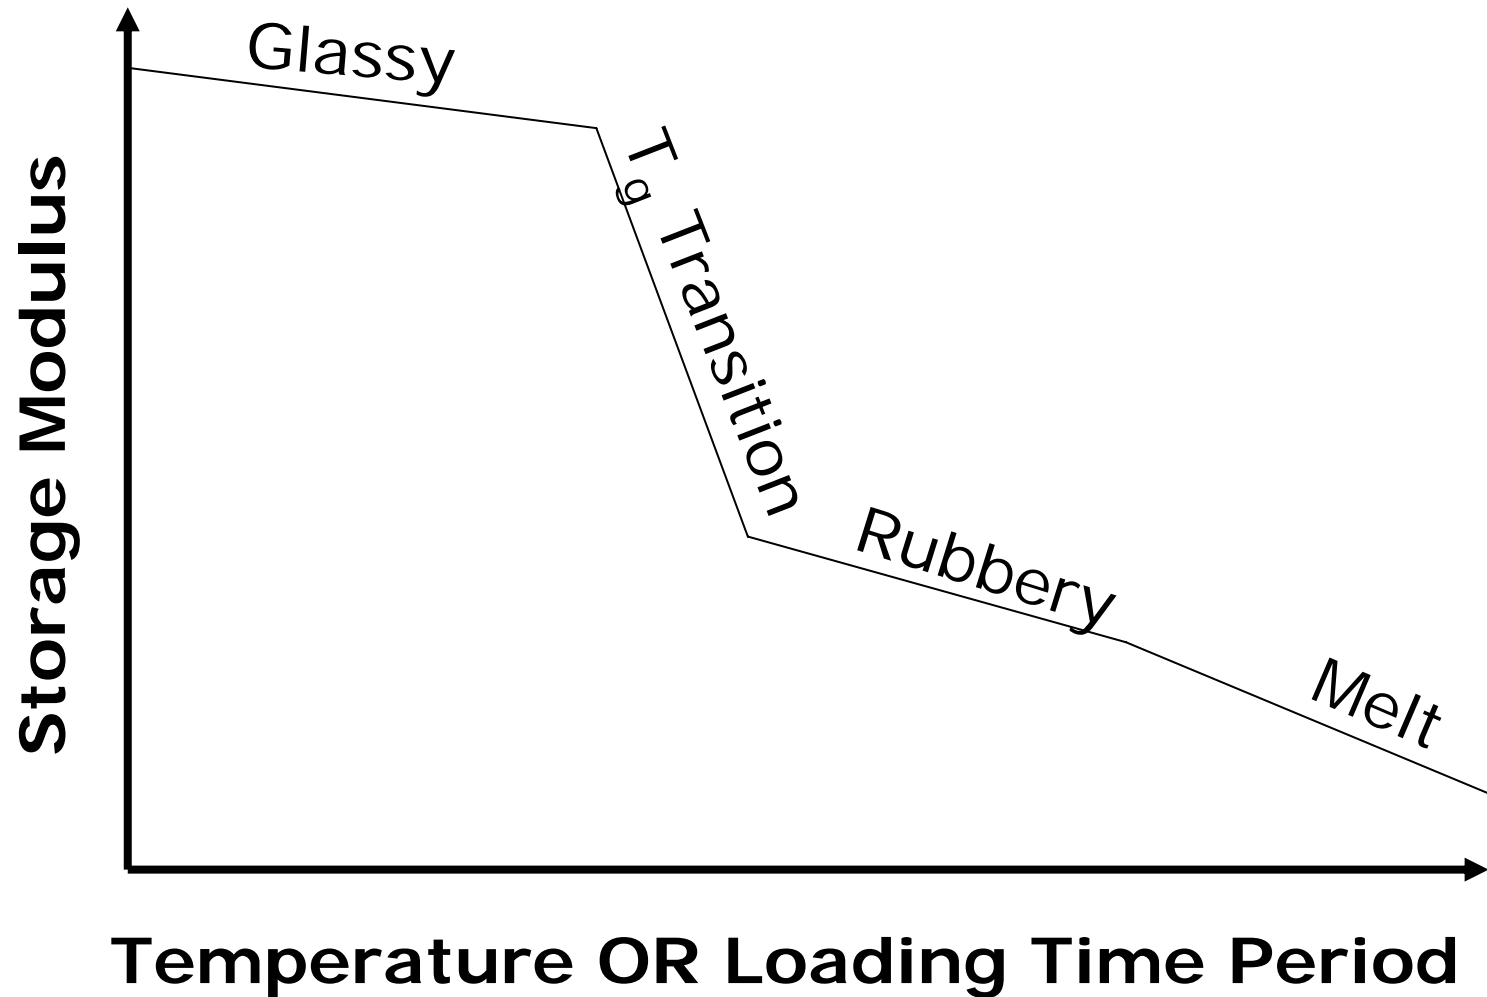 Storage Modulus
Glassy
Tg Transition
Rubbery
Melt
Temperature OR Loading Time Period